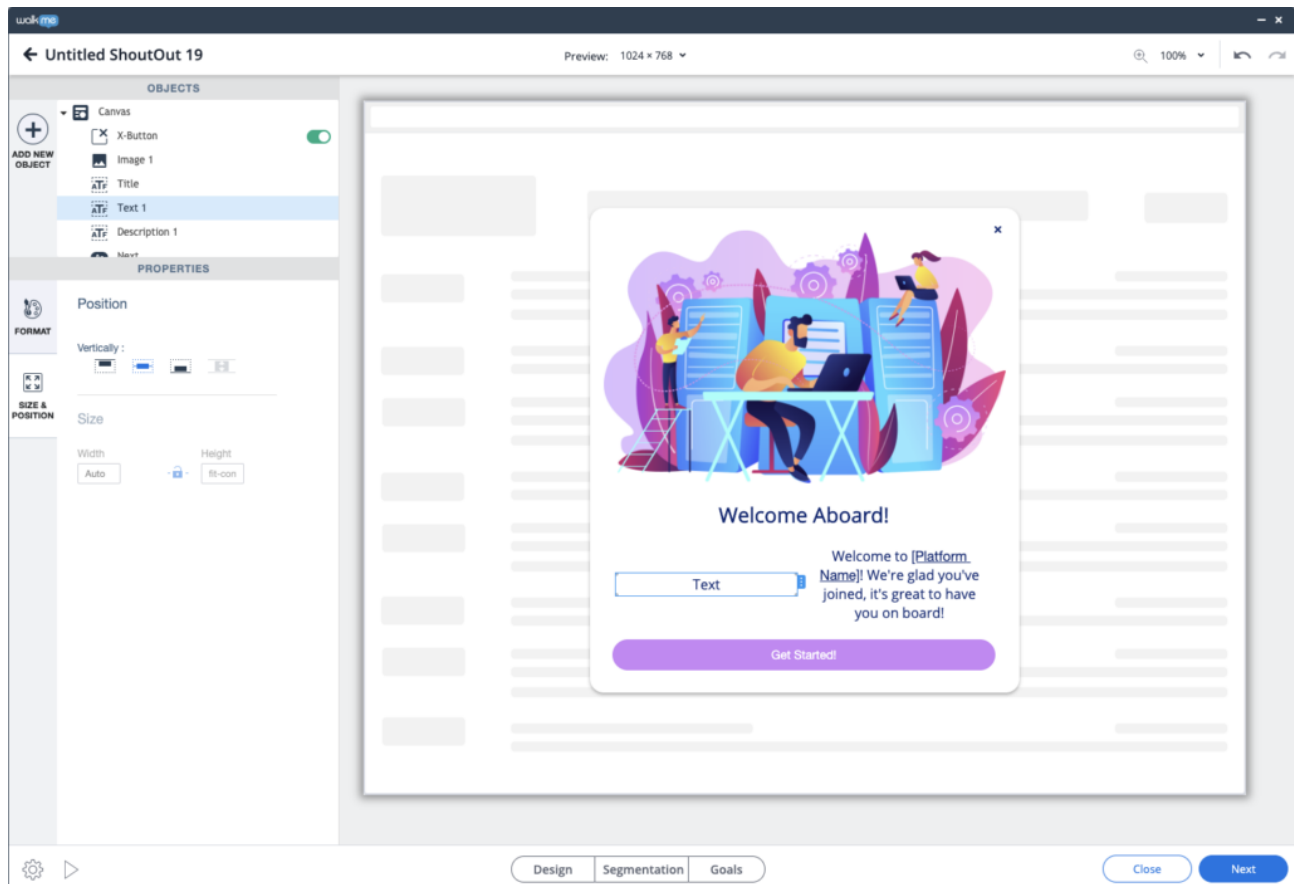 walkme
Untitled ShoutOut 19
Preview: 1024 × 768
100%
OBJECTS
ADD NEW
OBJECT
Canvas
X-Button
Image 1
Title
Text 1
Description 1
Next
PROPERTIES
FORMAT
SIZE &
POSITION
Position
Vertically :
Size
Width
Height
Auto
fit-con
Welcome Aboard!
Text
Welcome to [Platform
Name]! We're glad you've
joined, it's great to have
you on board!
Get Started!
Design
Segmentation
Goals
Close
Next